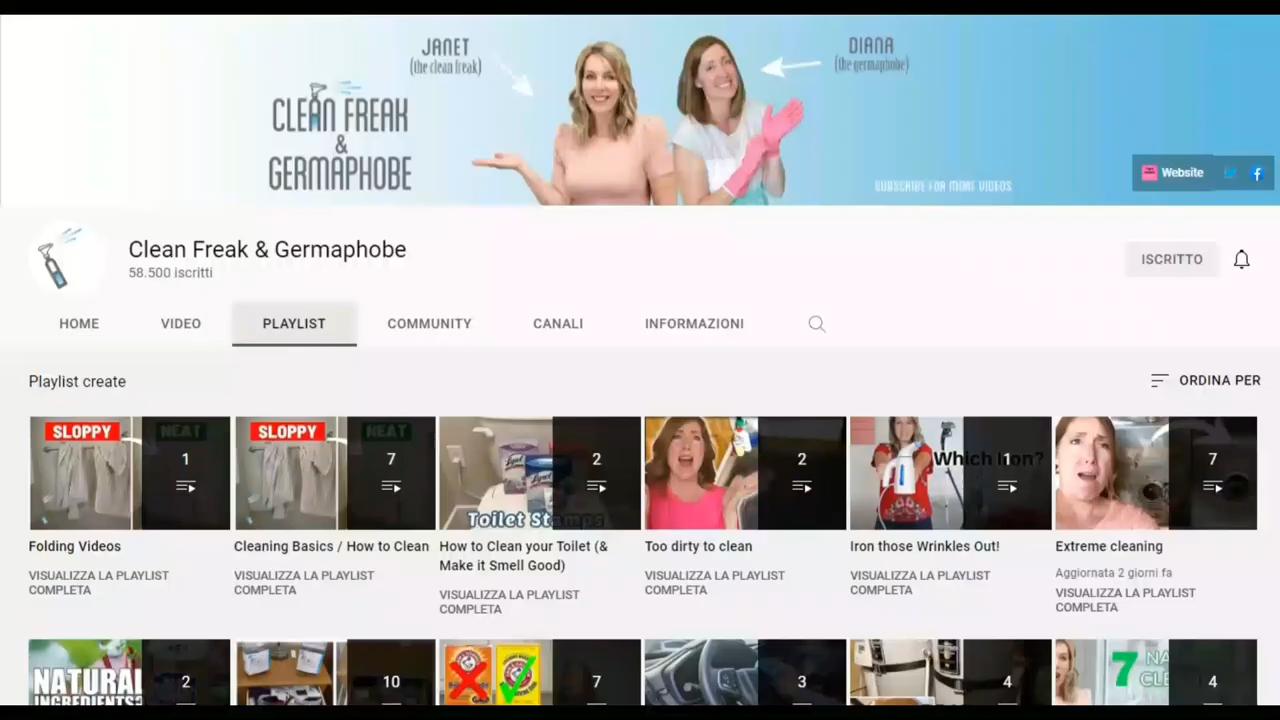 JANET
(the clean freak)
DIANA
(the germaphobe)
CLEAN FREAK
&
GERMAPHOBE
SUBSCRIBE FOR MORE VIDEOS
Website
Clean Freak & Germaphobe
58.500 iscritti
ISCRITTO
HOME VIDEO PLAYLIST COMMUNITY CANALI INFORMAZIONI
Playlist create
ORDINA PER
SLOPPY NEAT 1
SLOPPY NEAT 7
Toilet Stamps 2
2
Which Iron? 1
7
Folding Videos
VISUALIZZA LA PLAYLIST
COMPLETA
Cleaning Basics / How to Clean
VISUALIZZA LA PLAYLIST
COMPLETA
How to Clean your Toilet (&
Make it Smell Good)
VISUALIZZA LA PLAYLIST
COMPLETA
Too dirty to clean
VISUALIZZA LA PLAYLIST
COMPLETA
Iron those Wrinkles Out!
VISUALIZZA LA PLAYLIST
COMPLETA
Extreme cleaning
Aggiornata 2 giorni fa
VISUALIZZA LA PLAYLIST
COMPLETA
NATURAL
INGREDIENTS
2
10
7
3
4
7
4